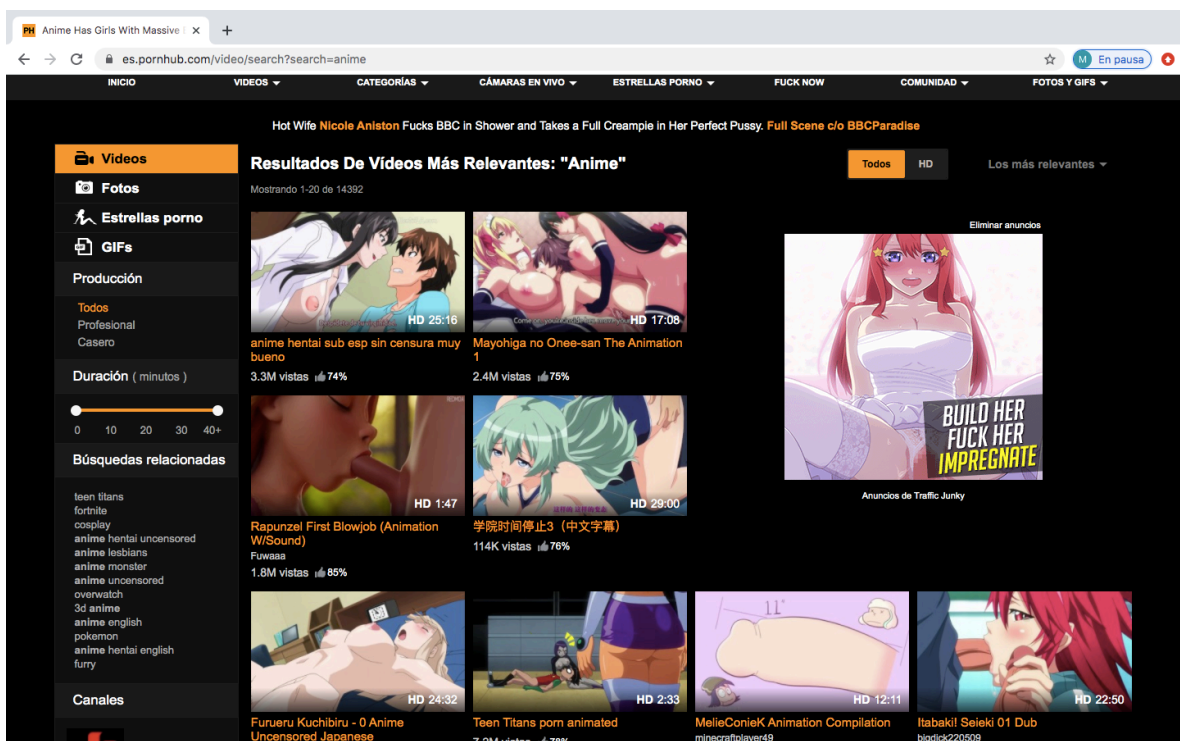 PH Anime Has Girls With Massive
es.pornhub.com/video/search?search=anime
M En pausa
INICIO VIDEOS CATEGORÍAS CÁMARAS EN VIVO ESTRELLAS PORNO FUCK NOW COMUNIDAD FOTOS Y GIFS
Hot Wife Nicole Aniston Fucks BBC in Shower and Takes a Full Creampie in Her Perfect Pussy. Full Scene c/o BBCParadise
Videos
Fotos
Estrellas porno
GIFs
Producción
Todos
Profesional
Casero
Duración ( minutos )
0 10 20 30 40+
Búsquedas relacionadas
teen titans
fortnite
cosplay
anime hentai uncensored
anime lesbians
anime monster
anime uncensored
overwatch
3d anime
anime english
pokemon
anime hentai english
furry
Canales
Resultados De Vídeos Más Relevantes: "Anime"
Todos HD Los más relevantes
Mostrando 1-20 de 14392
HD 25:16
anime hentai sub esp sin censura muy
bueno
3.3M vistas 74%
HD 17:08
Mayohiga no Onee-san The Animation
1
2.4M vistas 75%
Eliminar anuncios
BUILD HER
FUCK HER
IMPREGNATE
Anuncios de Traffic Junky
HD 1:47
Rapunzel First Blowjob (Animation
W/Sound)
Fuwaaa
1.8M vistas 85%
HD 29:00
学院时间停止3（中文字幕）
114K vistas 76%
HD 24:32
Furueru Kuchibiru - 0 Anime
Uncensored Japanese
HD 2:33
Teen Titans porn animated
11"
HD 12:11
MelieConieK Animation Compilation
minecraftplayer49
HD 22:50
Itabaki! Seieki 01 Dub
bigdick220509